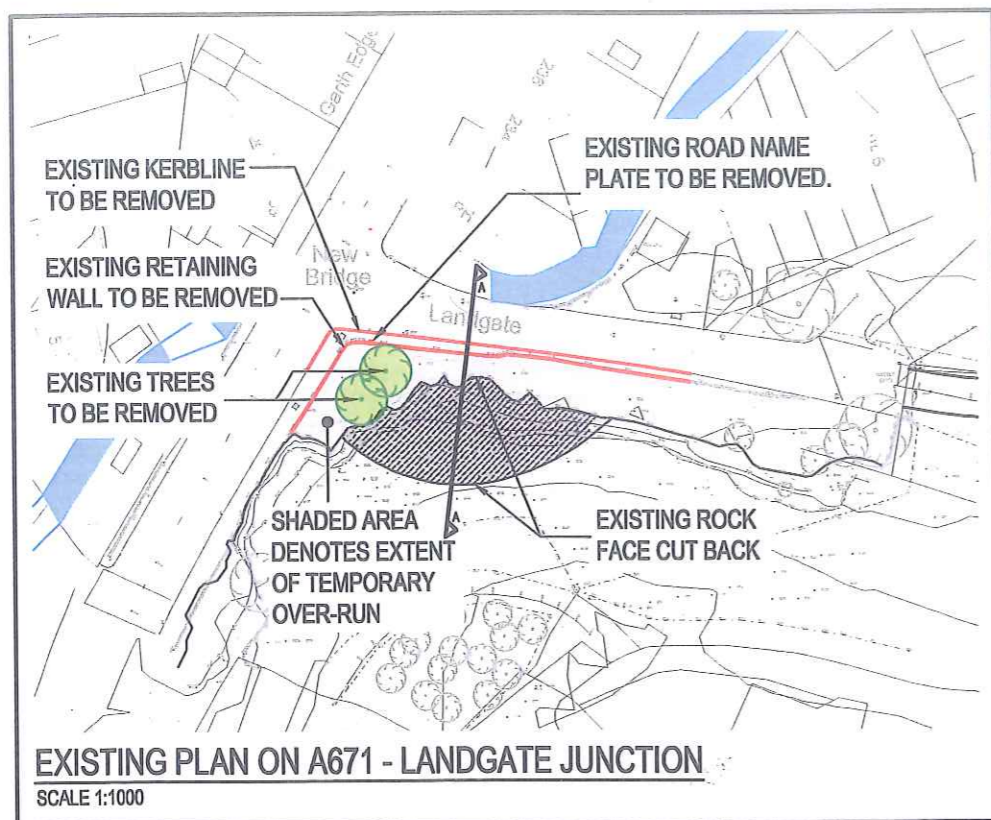 Garth Edge
236
EXISTING KERBLINE
TO BE REMOVED
EXISTING ROAD NAME
PLATE TO BE REMOVED.
New
Bridge
EXISTING RETAINING
WALL TO BE REMOVED
Landgate
A
EXISTING TREES
TO BE REMOVED
A
SHADED AREA
DENOTES EXTENT
OF TEMPORARY
OVER-RUN
EXISTING ROCK
FACE CUT BACK
EXISTING PLAN ON A671 - LANDGATE JUNCTION
SCALE 1:1000